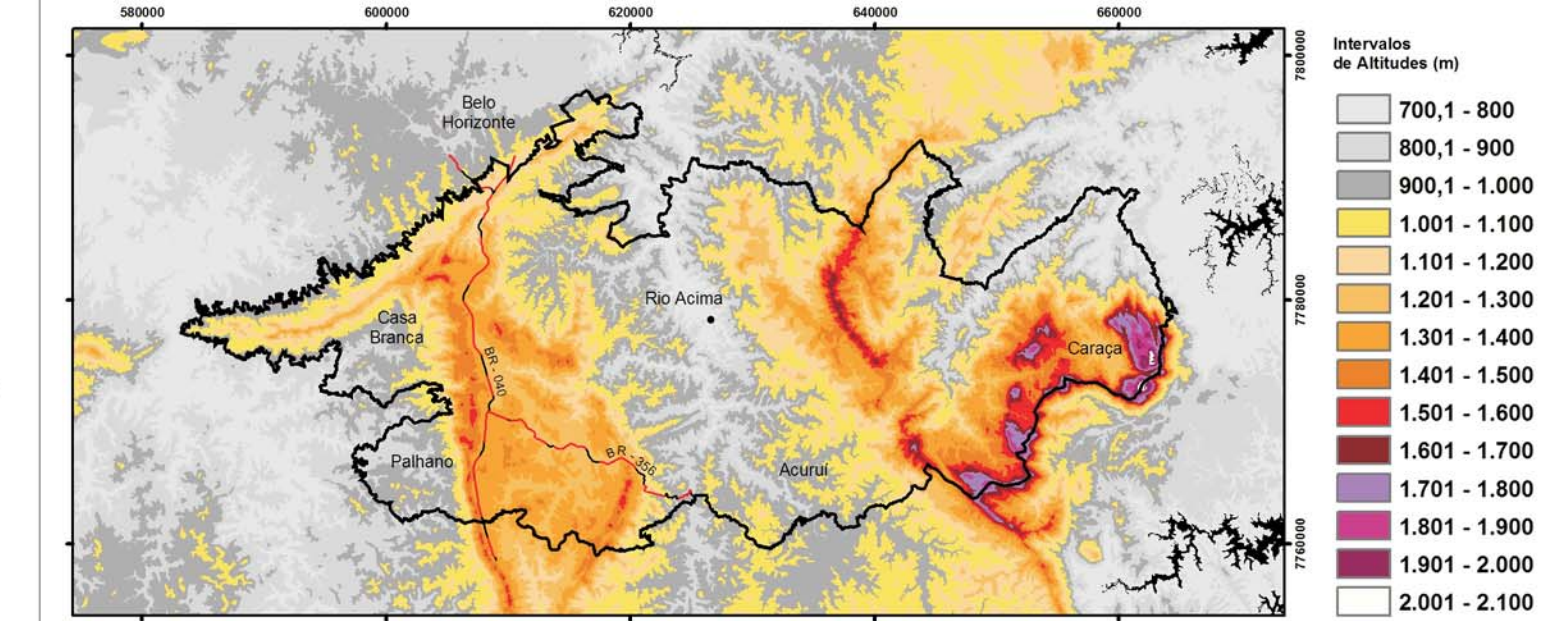 580000 600000 620000 640000 660000
7800000
7780000
7760000
Belo
Horizonte
Rio Acima
Casa
Branca
Caraça
BR - 040
BR - 356
Palhano
Acuruí
Intervalos
de Altitudes (m)
700,1 - 800
800,1 - 900
900,1 - 1.000
1.001 - 1.100
1.101 - 1.200
1.201 - 1.300
1.301 - 1.400
1.401 - 1.500
1.501 - 1.600
1.601 - 1.700
1.701 - 1.800
1.801 - 1.900
1.901 - 2.000
2.001 - 2.100